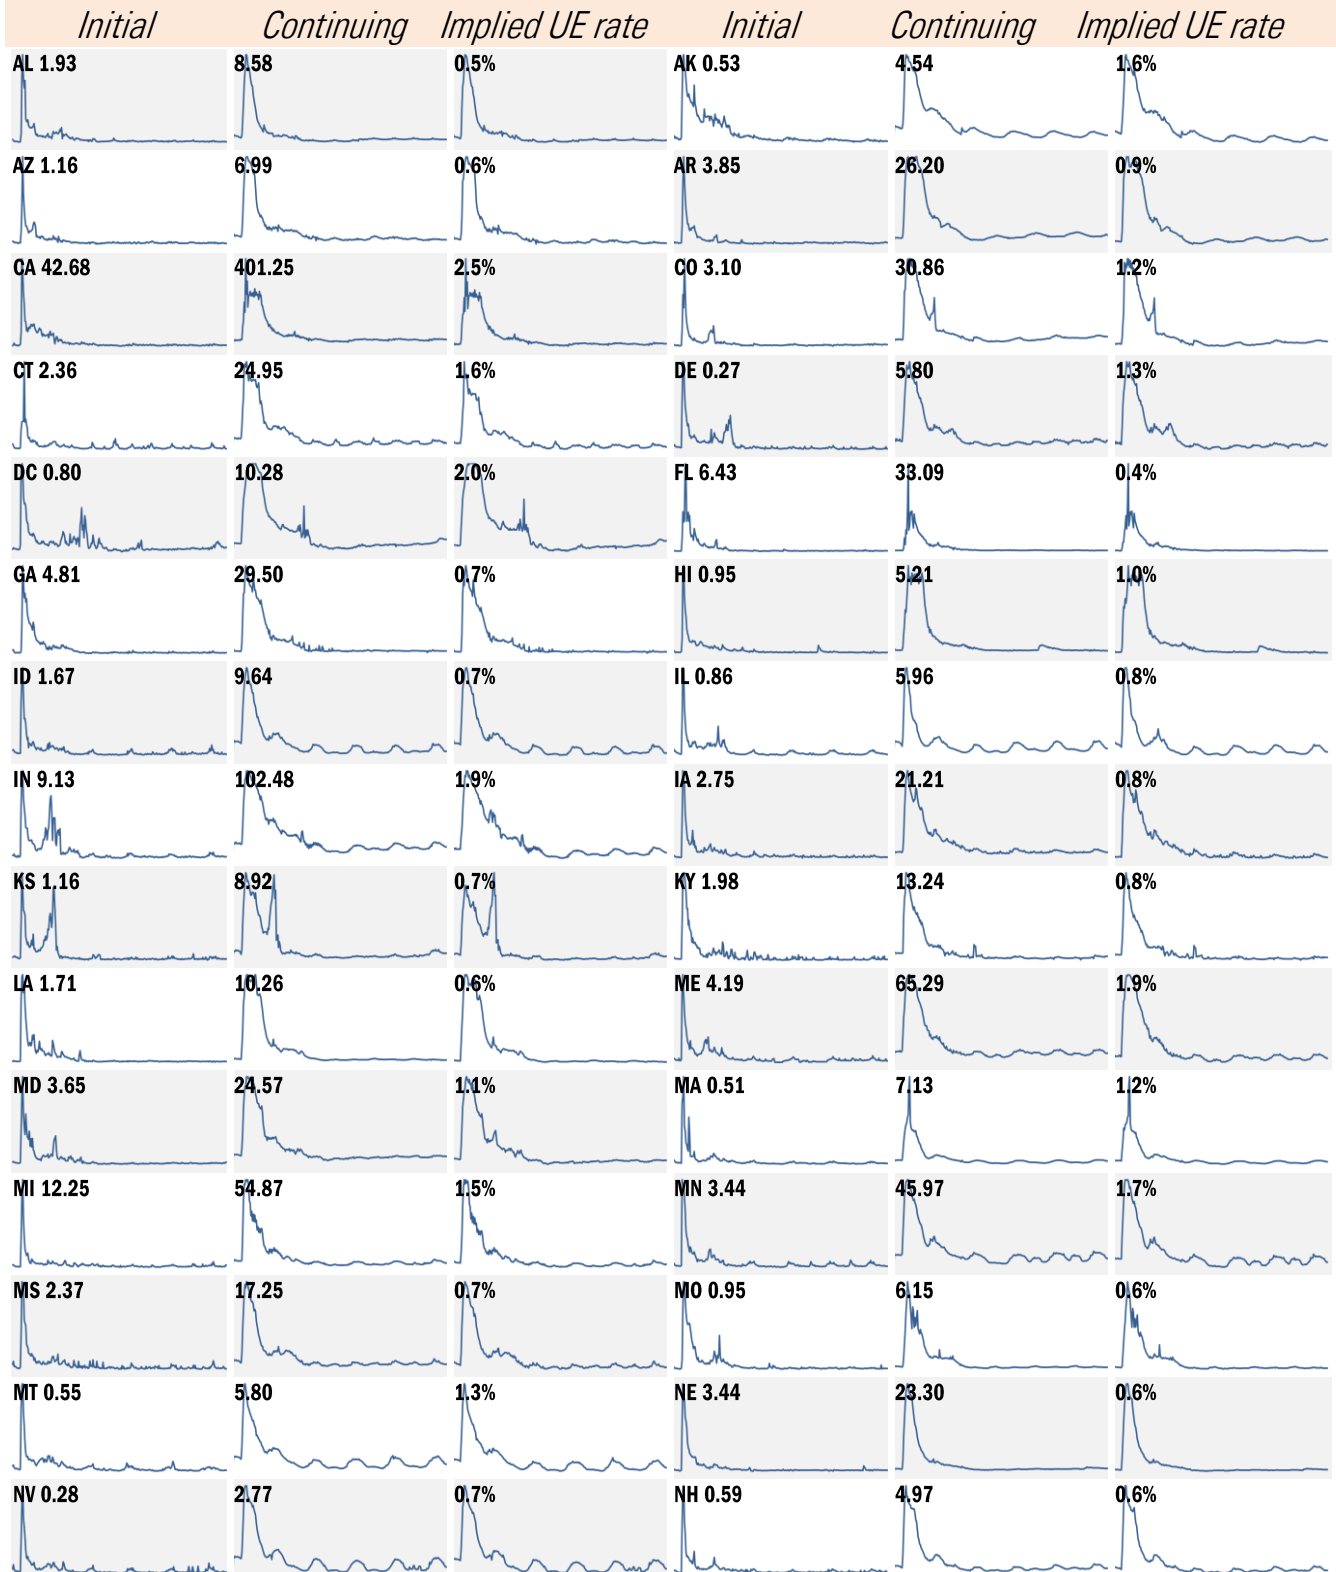 Initial Continuing Implied UE rate Initial Continuing Implied UE rate
AL 1.93 8.58 0.5% AK 0.53 4.54 1.6%
AZ 1.16 6.99 0.6% AR 3.85 26.20 0.9%
CA 42.68 401.25 2.5% CO 3.10 30.86 1.2%
CT 2.36 24.95 1.6% DE 0.27 5.80 1.3%
DC 0.80 10.28 2.0% FL 6.43 33.09 0.4%
GA 4.81 29.50 0.7% HI 0.95 5.21 1.0%
ID 1.67 9.64 0.7% IL 0.86 5.96 0.8%
IN 9.13 102.48 1.9% IA 2.75 21.21 0.8%
KS 1.16 8.92 0.7% KY 1.98 13.24 0.8%
LA 1.71 10.26 0.6% ME 4.19 65.29 1.9%
MD 3.65 24.57 1.1% MA 0.51 7.13 1.2%
MI 12.25 54.87 1.5% MN 3.44 45.97 1.7%
MS 2.37 17.25 0.7% MO 0.95 6.15 0.6%
MT 0.55 5.80 1.3% NE 3.44 23.30 0.6%
NV 0.28 2.77 0.7% NH 0.59 4.97 0.6%